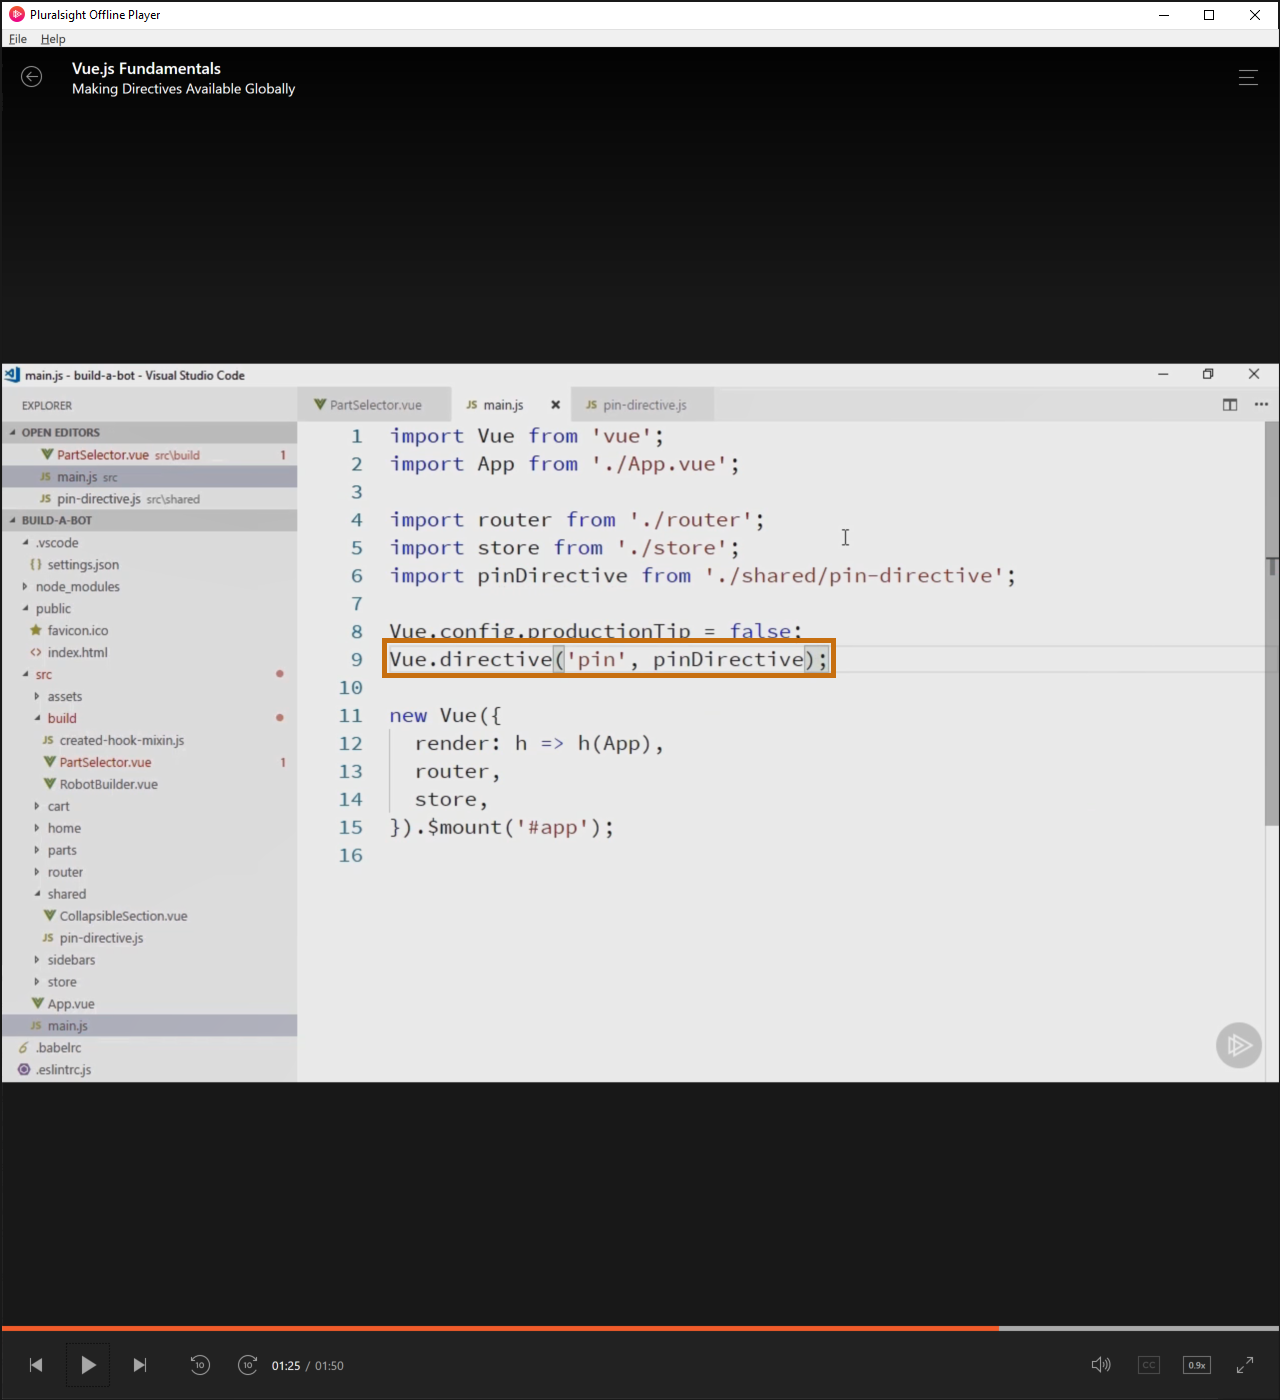 Pluralsight Offline Player
File Help
Vue.js Fundamentals
Making Directives Available Globally
main.js - build-a-bot - Visual Studio Code
EXPLORER
OPEN EDITORS
PartSelector.vue src\build 1
main.js src
pin-directive.js src\shared
BUILD-A-BOT
.vscode
{} settings.json
node_modules
public
favicon.ico
<> index.html
src
assets
build
JS created-hook-mixin.js
PartSelector.vue 1
RobotBuilder.vue
cart
home
parts
router
shared
CollapsibleSection.vue
JS pin-directive.js
sidebars
store
App.vue
JS main.js
.babelrc
.eslintrc.js
PartSelector.vue JS main.js JS pin-directive.js
1 import Vue from 'vue';
2 import App from './App.vue';
3
4 import router from './router';
5 import store from './store';
6 import pinDirective from './shared/pin-directive';
7
8 Vue.config.productionTip = false;
9 Vue.directive('pin', pinDirective);
10
11 new Vue({
12 render: h => h(App),
13 router,
14 store,
15 }).$mount('#app');
16
10 10 01:25 / 01:50 CC 0.9x